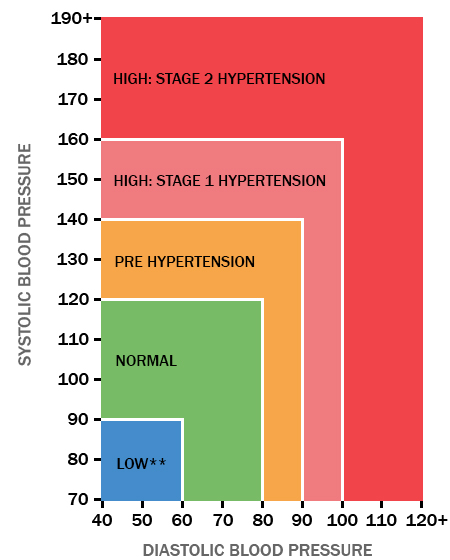 190+
180
170
160
150
140
130
120
110
100
90
80
70
SYSTOLIC BLOOD PRESSURE
HIGH: STAGE 2 HYPERTENSION
HIGH: STAGE 1 HYPERTENSION
PRE HYPERTENSION
NORMAL
LOW**
40 50 60 70 80 90 100 110 120+
DIASTOLIC BLOOD PRESSURE